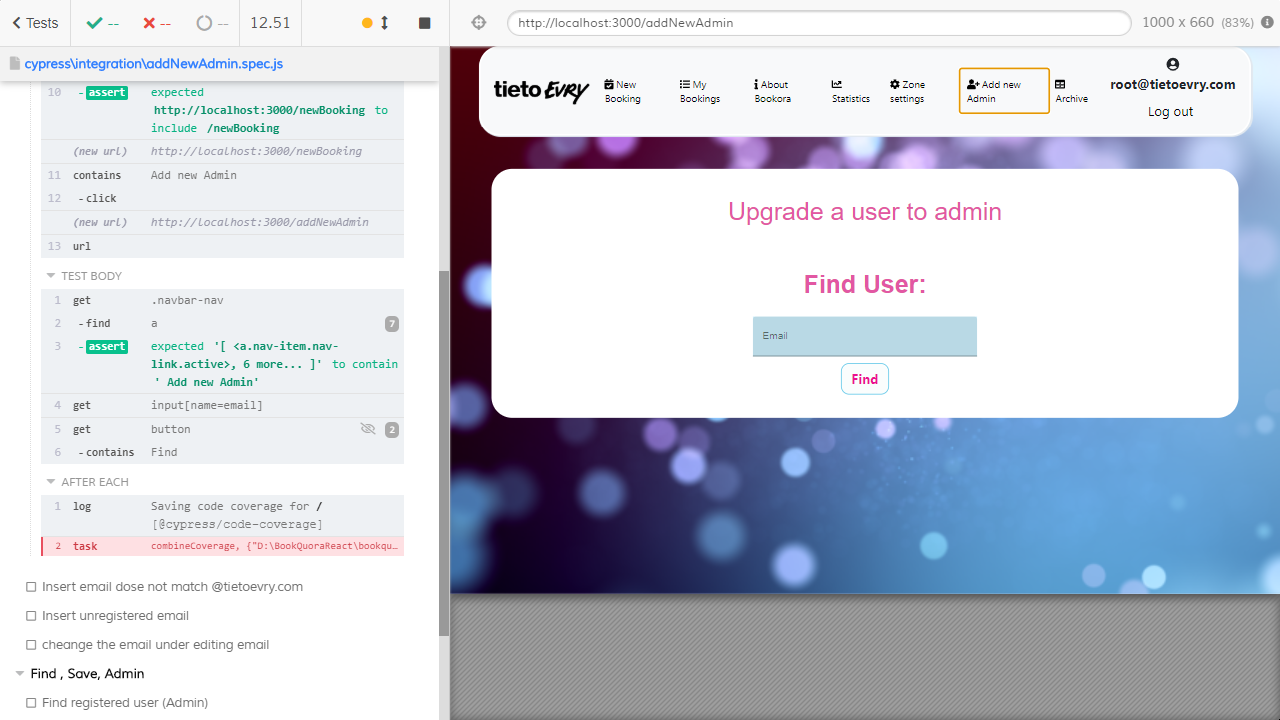 Tests
--
--
--
12.51
http://localhost:3000/addNewAdmin
1000 x 660 (83%)
cypress\integration\addNewAdmin.spec.js
10 - assert expected
http://localhost:3000/newBooking to
include /newBooking
(new url) http://localhost:3000/newBooking
11 contains Add new Admin
12 - click
(new url) http://localhost:3000/addNewAdmin
13 url
TEST BODY
1 get .navbar-nav
2 - find a 7
3 - assert expected '[ <a.nav-item.nav-
link.active>, 6 more... ]' to contain
' Add new Admin'
4 get input[name=email]
5 get button 2
6 - contains Find
AFTER EACH
1 log Saving code coverage for /
[@cypress/code-coverage]
2 task combineCoverage, {"D:\BookQuoraReact\bookqu...
Insert email dose not match @tietoevry.com
Insert unregistered email
cheange the email under editing email
Find , Save, Admin
Find registered user (Admin)
tieto EVRY
New
Booking
My
Bookings
About
Bookora
Statistics
Zone
settings
Add new
Admin
Archive
root@tietoevry.com
Log out
Upgrade a user to admin
Find User:
Email
Find